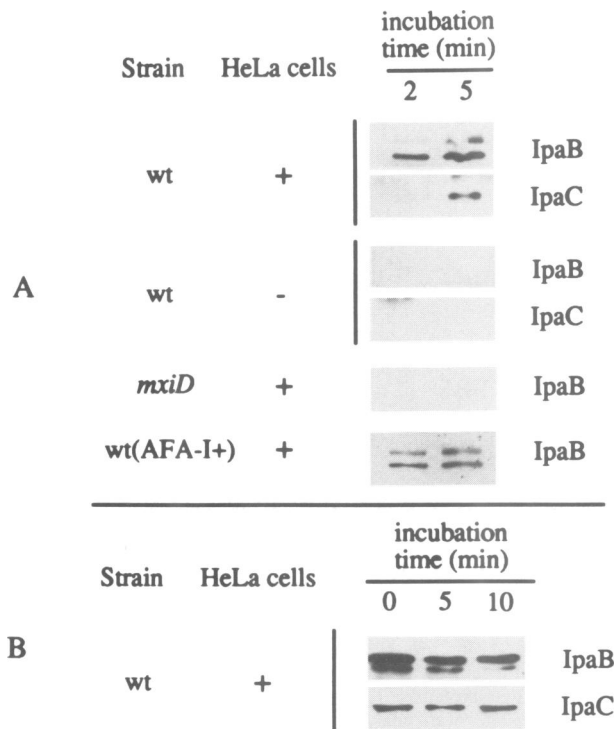 incubation
time (min)
Strain HeLa cells
2 5
wt + IpaB
IpaC
A
wt - IpaB
IpaC
mxiD + IpaB
wt(AFA-I+) + IpaB
incubation
time (min)
Strain HeLa cells
0 5 10
B
wt + IpaB
IpaC